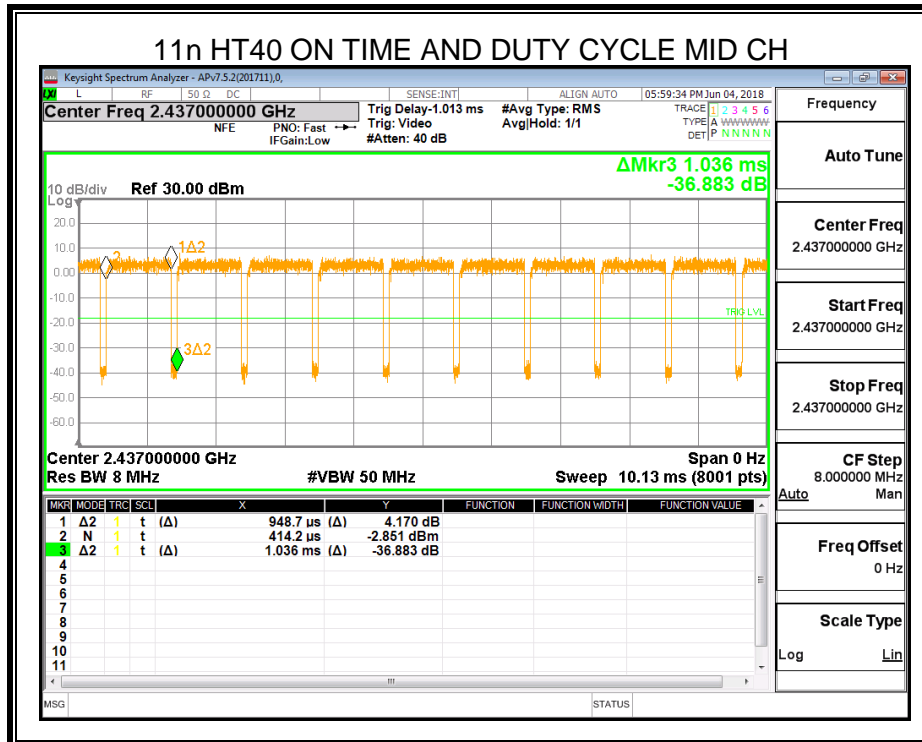 11n HT40 ON TIME AND DUTY CYCLE MID CH
Keysight Spectrum Analyzer - APv7.5.2(201711),0,
LXI L RF 50 Ω DC SENSE:INT ALIGN AUTO 05:59:34 PM Jun 04, 2018
Center Freq 2.437000000 GHz
NFE
PNO: Fast
IFGain:Low
Trig Delay-1.013 ms
Trig: Video
#Atten: 40 dB
#Avg Type: RMS
Avg|Hold: 1/1
TRACE 1 2 3 4 5 6
TYPE A WWWWW
DET P N N N N N
ΔMkr3 1.036 ms
-36.883 dB
10 dB/div Ref 30.00 dBm
Log
20.0
10.0
0.00
-10.0
-20.0
-30.0
-40.0
-50.0
-60.0
2
1Δ2
3Δ2
TRIG LVL
Center 2.437000000 GHz Span 0 Hz
Res BW 8 MHz #VBW 50 MHz Sweep 10.13 ms (8001 pts)
MKR MODE TRC SCL X Y FUNCTION FUNCTION WIDTH FUNCTION VALUE
1 Δ2 1 t (Δ) 948.7 µs (Δ) 4.170 dB
2 N 1 t 414.2 µs -2.851 dBm
3 Δ2 1 t (Δ) 1.036 ms (Δ) -36.883 dB
4
5
6
7
8
9
10
11
MSG STATUS
Frequency
Auto Tune
Center Freq
2.437000000 GHz
Start Freq
2.437000000 GHz
Stop Freq
2.437000000 GHz
CF Step
8.000000 MHz
Auto Man
Freq Offset
0 Hz
Scale Type
Log Lin